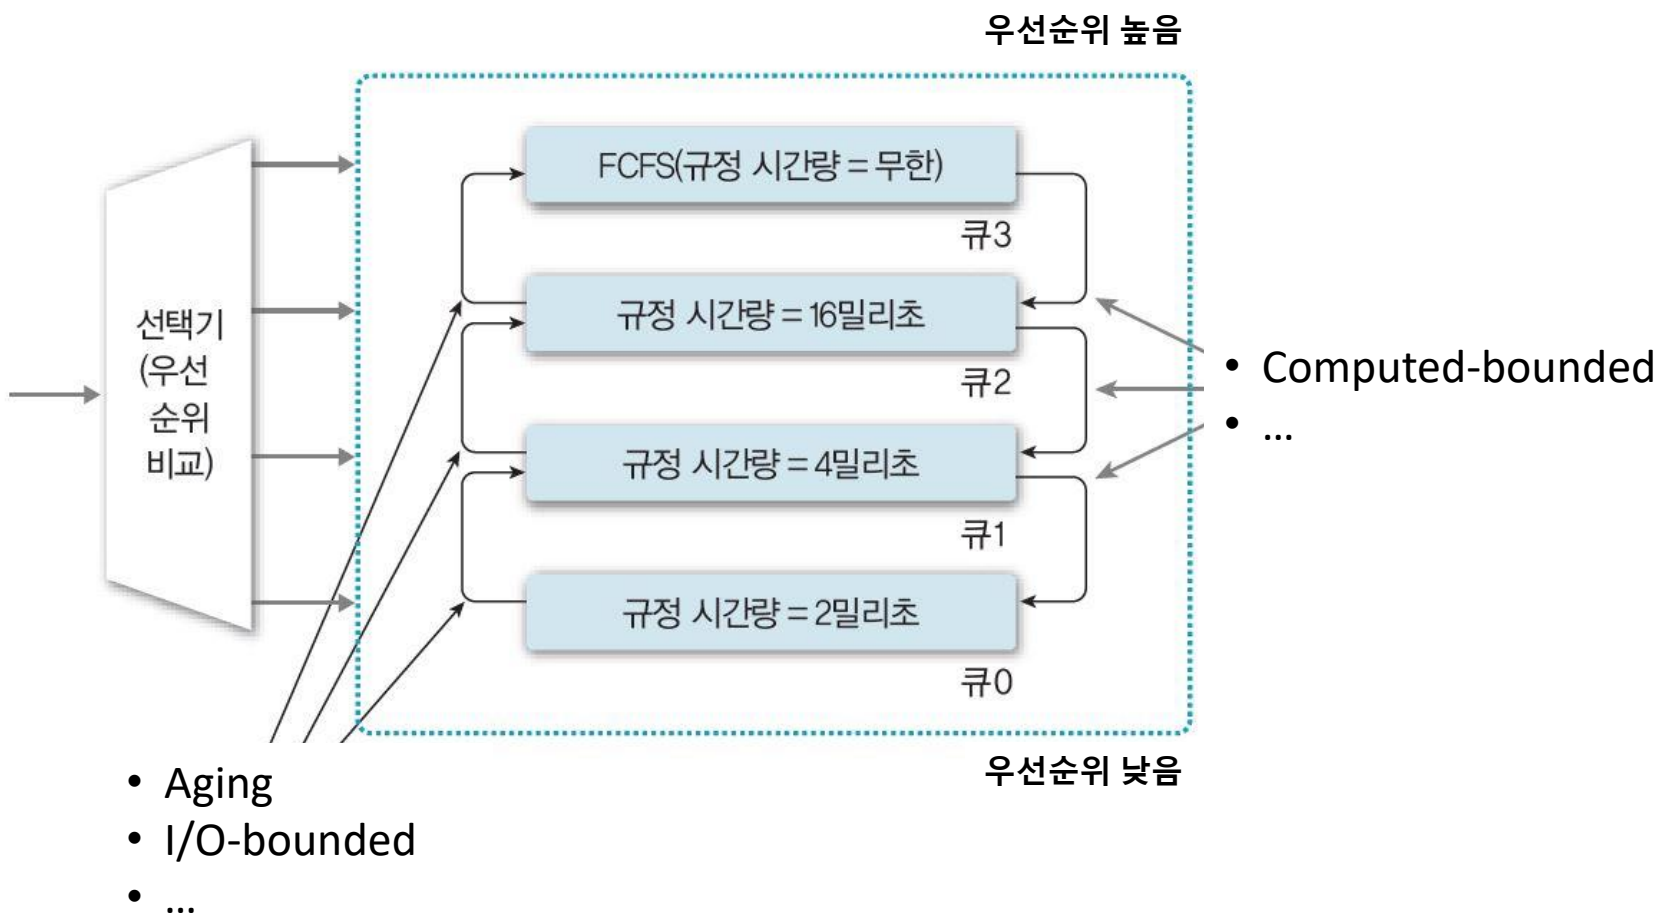 우선순위 높음
FCFS(규정 시간량 = 무한)
큐3
선택기
(우선
순위
비교)
규정 시간량 = 16밀리초
큐2
• Computed-bounded
• ...
규정 시간량 = 4밀리초
큐1
규정 시간량 = 2밀리초
큐0
우선순위 낮음
• Aging
• I/O-bounded
• ...